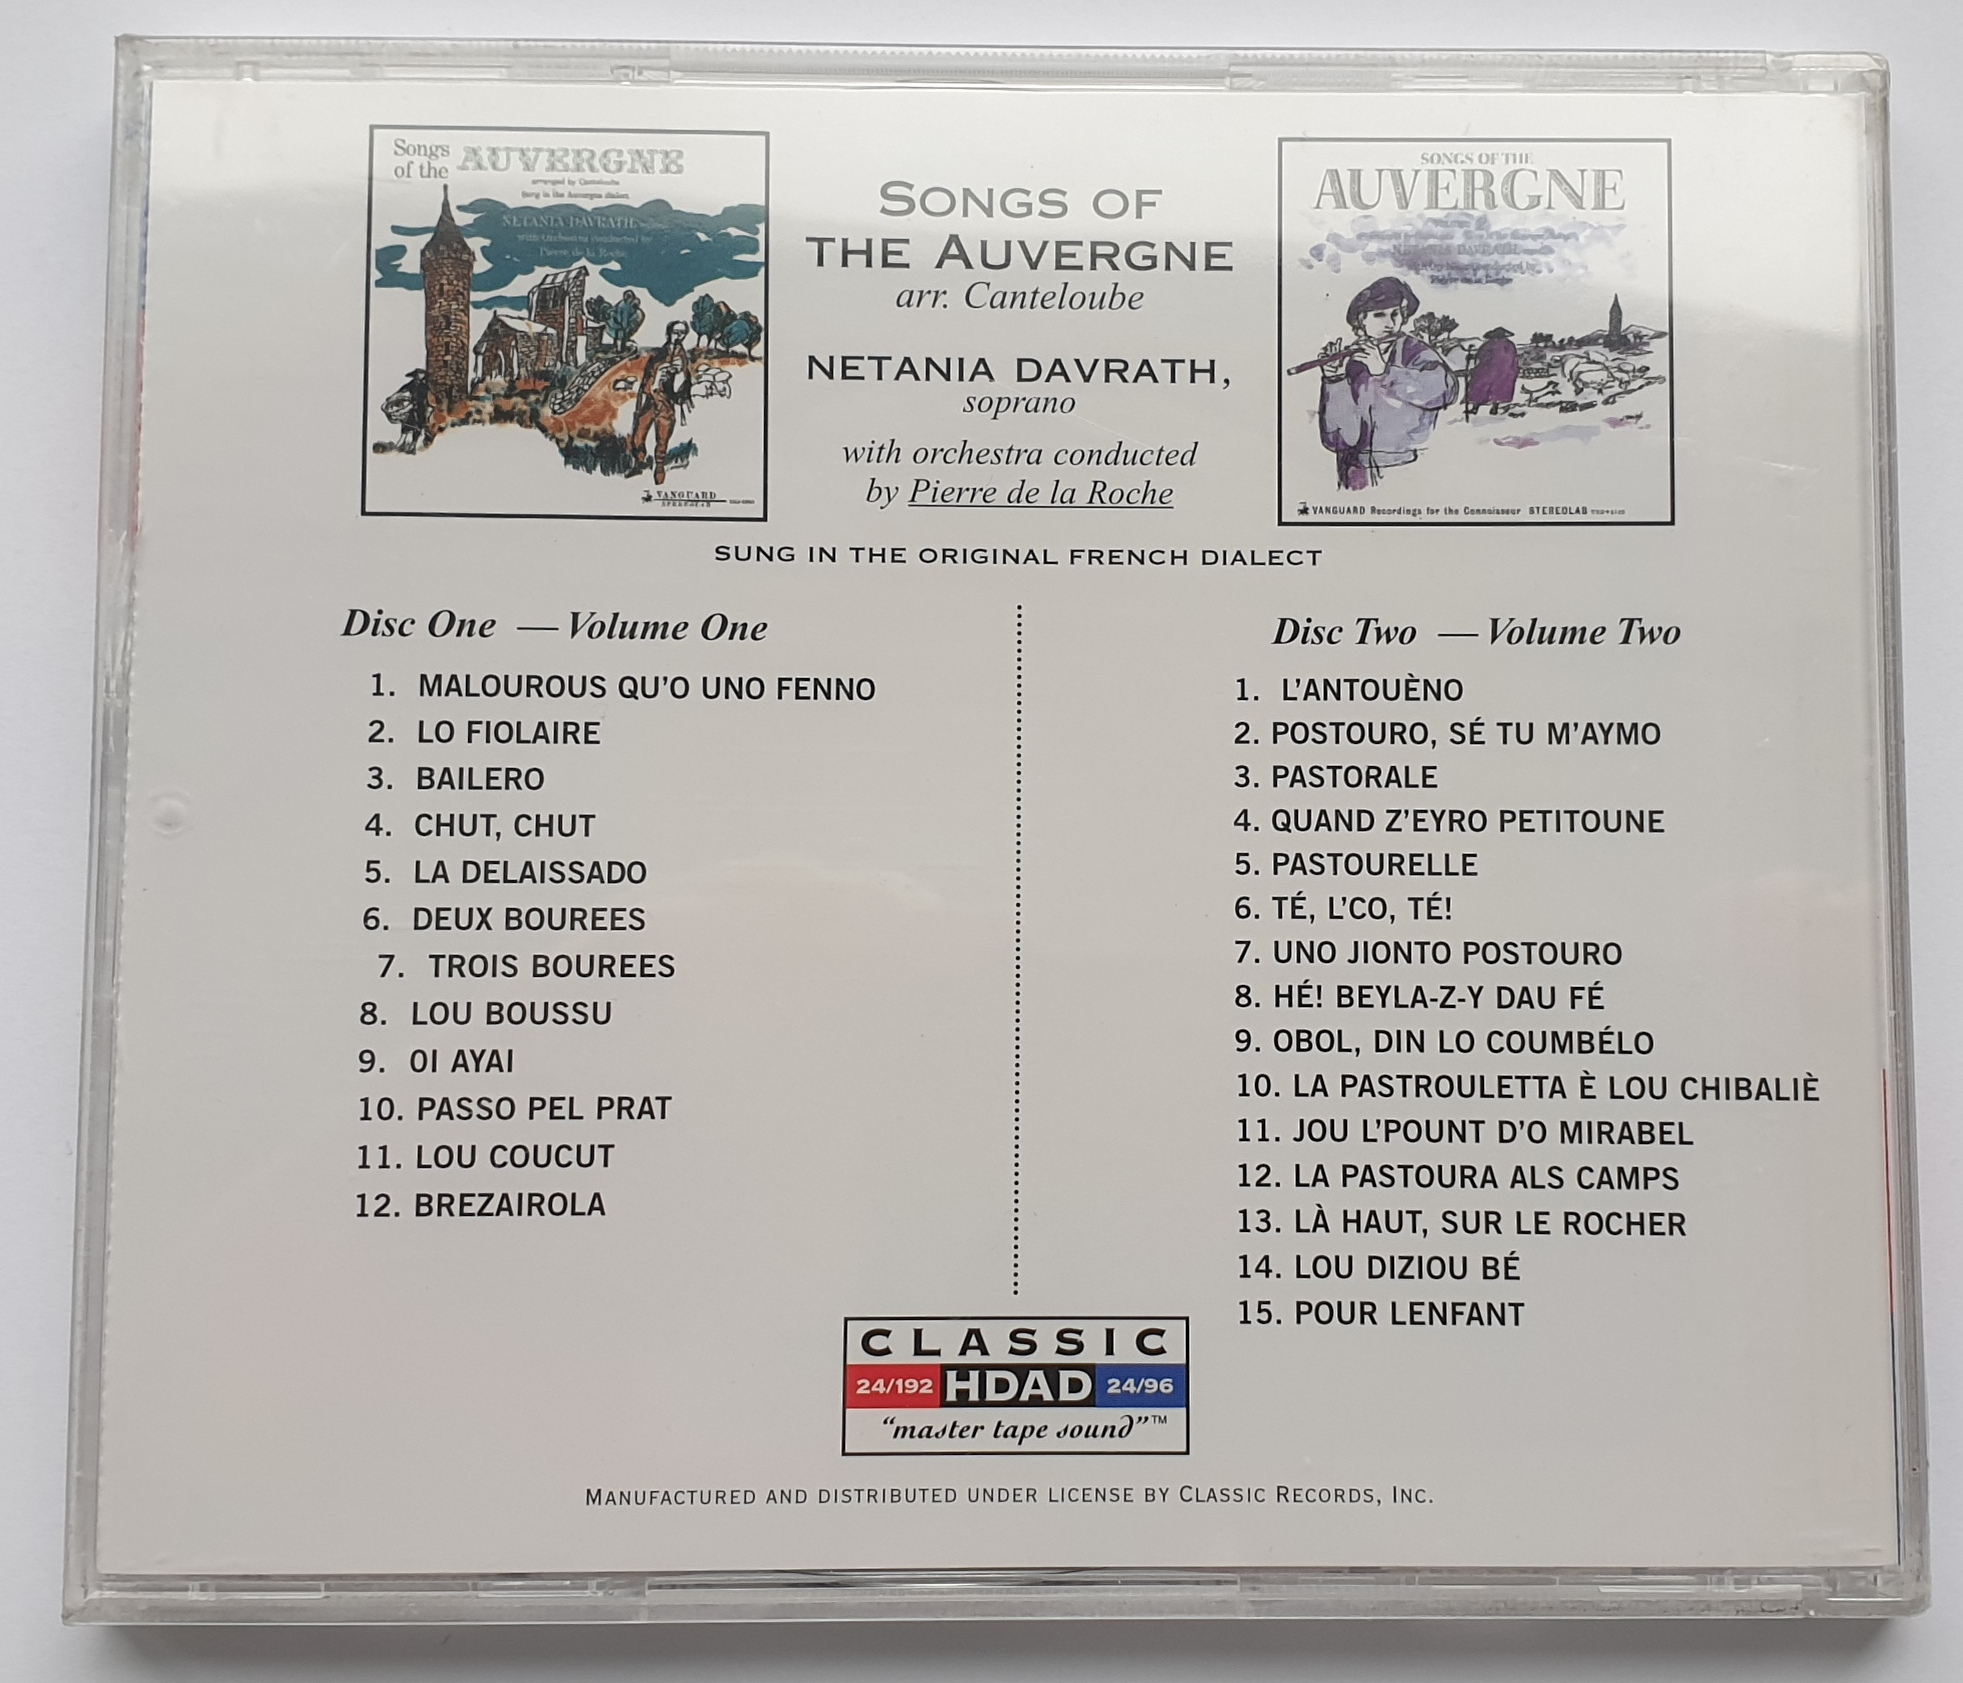 Songs
of the AUVERGNE
arranged by Canteloube
Sung in the Auvergne dialect
NETANIA DAVRATH,
with Orchestra conducted by
Pierre de la Roche
VANGUARD
STEREOLAB
SONGS OF
THE AUVERGNE
arr. Canteloube
NETANIA DAVRATH,
soprano
with orchestra conducted
by Pierre de la Roche
SONGS OF THE
AUVERGNE
NETANIA DAVRATH,
Pierre de la Roche
VANGUARD Recordings for the Connoisseur STEREOLAB
SUNG IN THE ORIGINAL FRENCH DIALECT
Disc One — Volume One
1. MALOUROUS QU'O UNO FENNO
2. LO FIOLAIRE
3. BAILERO
4. CHUT, CHUT
5. LA DELAISSADO
6. DEUX BOUREES
7. TROIS BOUREES
8. LOU BOUSSU
9. 0I AYAI
10. PASSO PEL PRAT
11. LOU COUCUT
12. BREZAIROLA
Disc Two — Volume Two
1. L'ANTOUÈNO
2. POSTOURO, SÉ TU M'AYMO
3. PASTORALE
4. QUAND Z'EYRO PETITOUNE
5. PASTOURELLE
6. TÉ, L'CO, TÉ!
7. UNO JIONTO POSTOURO
8. HÉ! BEYLA-Z-Y DAU FÉ
9. OBOL, DIN LO COUMBÉLO
10. LA PASTROULETTA È LOU CHIBALIÈ
11. JOU L'POUNT D'O MIRABEL
12. LA PASTOURA ALS CAMPS
13. LÀ HAUT, SUR LE ROCHER
14. LOU DIZIOU BÉ
15. POUR LENFANT
CLASSIC
24/192 HDAD 24/96
"master tape sound"™
MANUFACTURED AND DISTRIBUTED UNDER LICENSE BY CLASSIC RECORDS, INC.